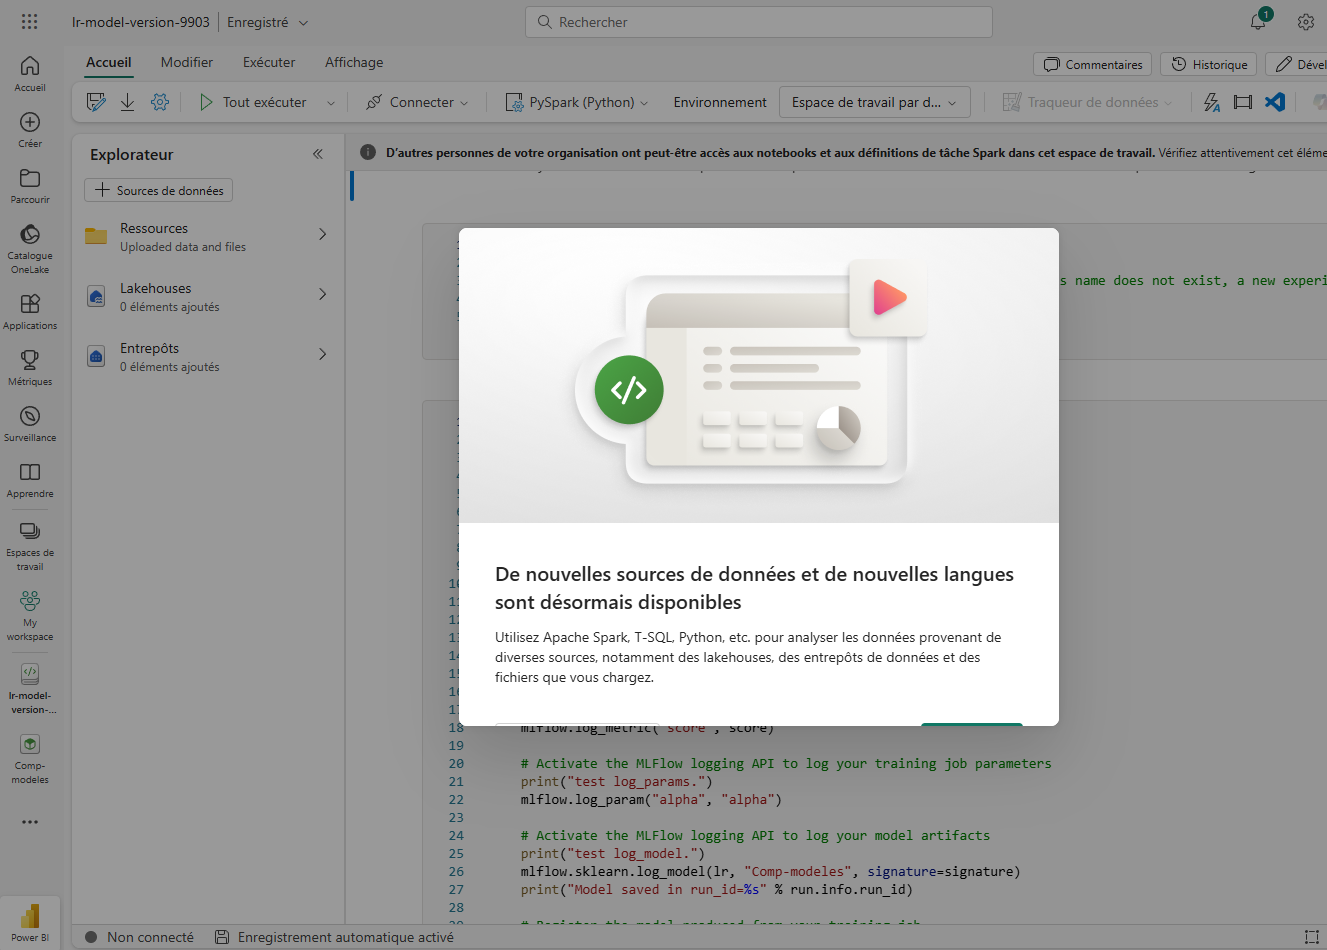 lr-model-version-9903
Enregistré
Rechercher
1
Accueil
Modifier
Exécuter
Affichage
Commentaires
Historique
Tout exécuter
Connecter
PySpark (Python)
Environnement
Espace de travail par d...
Traqueur de données
Accueil
Créer
Parcourir
Catalogue
OneLake
Applications
Métriques
Surveillance
Apprendre
Espaces de
travail
My
workspace
lr-model-
version-...
Comp-
modeles
Power BI
Explorateur
Sources de données
Ressources
Uploaded data and files
Lakehouses
0 éléments ajoutés
Entrepôts
0 éléments ajoutés
D'autres personnes de votre organisation ont peut-être accès aux notebooks et aux définitions de tâche Spark dans cet espace de travail. Vérifiez attentivement cet
s name does not exist, a new
De nouvelles sources de données et de nouvelles langues
sont désormais disponibles
Utilisez Apache Spark, T-SQL, Python, etc. pour analyser les données provenant de
diverses sources, notamment des lakehouses, des entrepôts de données et des
fichiers que vous chargez.
18 mlflow.log_metric("score", score)
19
20 # Activate the MLFlow logging API to log your training job parameters
21 print("test log_params.")
22 mlflow.log_param("alpha", "alpha")
23
24 # Activate the MLFlow logging API to log your model artifacts
25 print("test log_model.")
26 mlflow.sklearn.log_model(lr, "Comp-modeles", signature=signature)
27 print("Model saved in run_id=%s" % run.info.run_id)
28
29 # Register the model produced from your training job
Non connecté
Enregistrement automatique activé